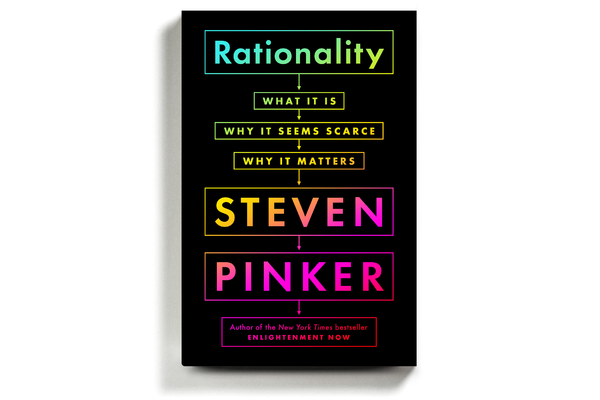 Rationality
WHAT IT IS
WHY IT SEEMS SCARCE
WHY IT MATTERS
STEVEN
PINKER
Author of the New York Times bestseller
ENLIGHTENMENT NOW